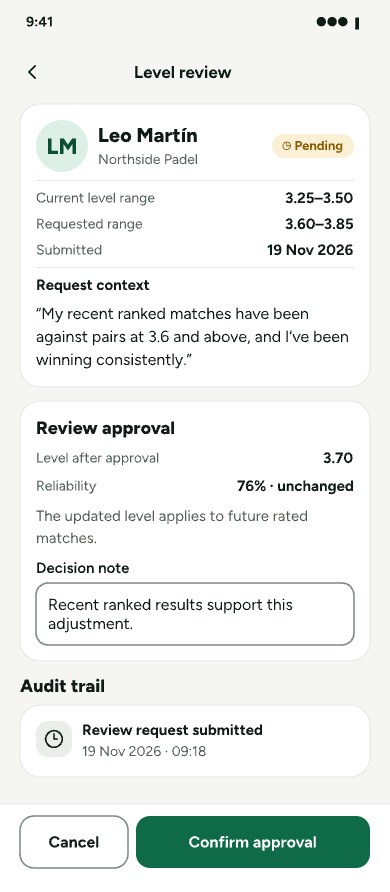 9:41
Level review
LM
Leo Martín
Northside Padel
Pending
Current level range 3.25–3.50
Requested range 3.60–3.85
Submitted 19 Nov 2026
Request context
“My recent ranked matches have been
against pairs at 3.6 and above, and I’ve been
winning consistently.”
Review approval
Level after approval 3.70
Reliability 76% · unchanged
The updated level applies to future rated
matches.
Decision note
Recent ranked results support this
adjustment.
Audit trail
Review request submitted
19 Nov 2026 · 09:18
Cancel
Confirm approval